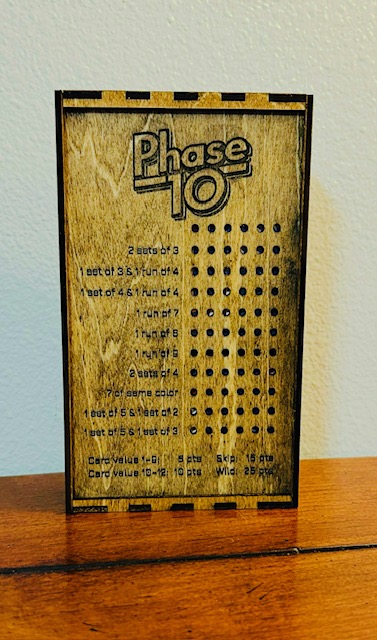 Phase
10
2 sets of 3
1 set of 3 & 1 run of 4
1 set of 4 & 1 run of 4
1 run of 7
1 run of 8
1 run of 9
2 sets of 4
7 of same color
1 set of 5 & 1 set of 2
1 set of 5 & 1 set of 3
Card value 1-9: 5 pts Skip: 15 pts
Card value 10-12: 10 pts Wild: 25 pts